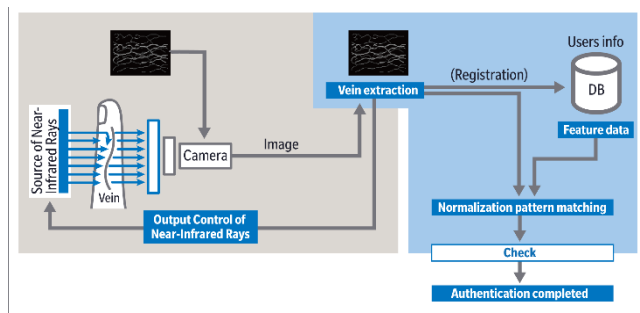 Users info
(Registration)
DB
Vein extraction
Feature data
Source of Near-
Infrared Rays
Camera
Image
Vein
Output Control of
Near-Infrared Rays
Normalization pattern matching
Check
Authentication completed